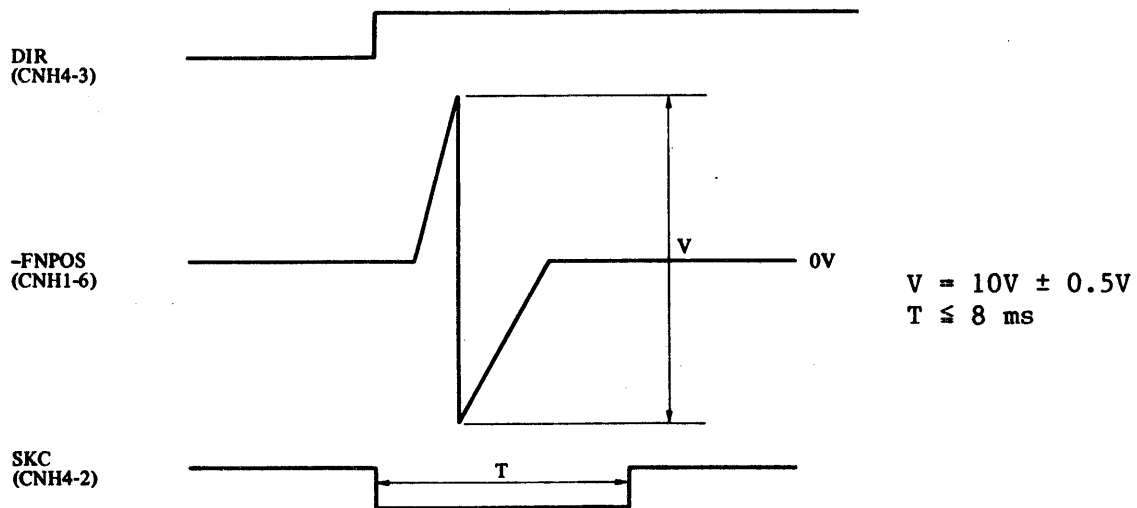 DIR
(CNH4-3)
V
-FNPOS
(CNH1-6)
0V
V = 10V ± 0.5V
T ≦ 8 ms
SKC
(CNH4-2)
T